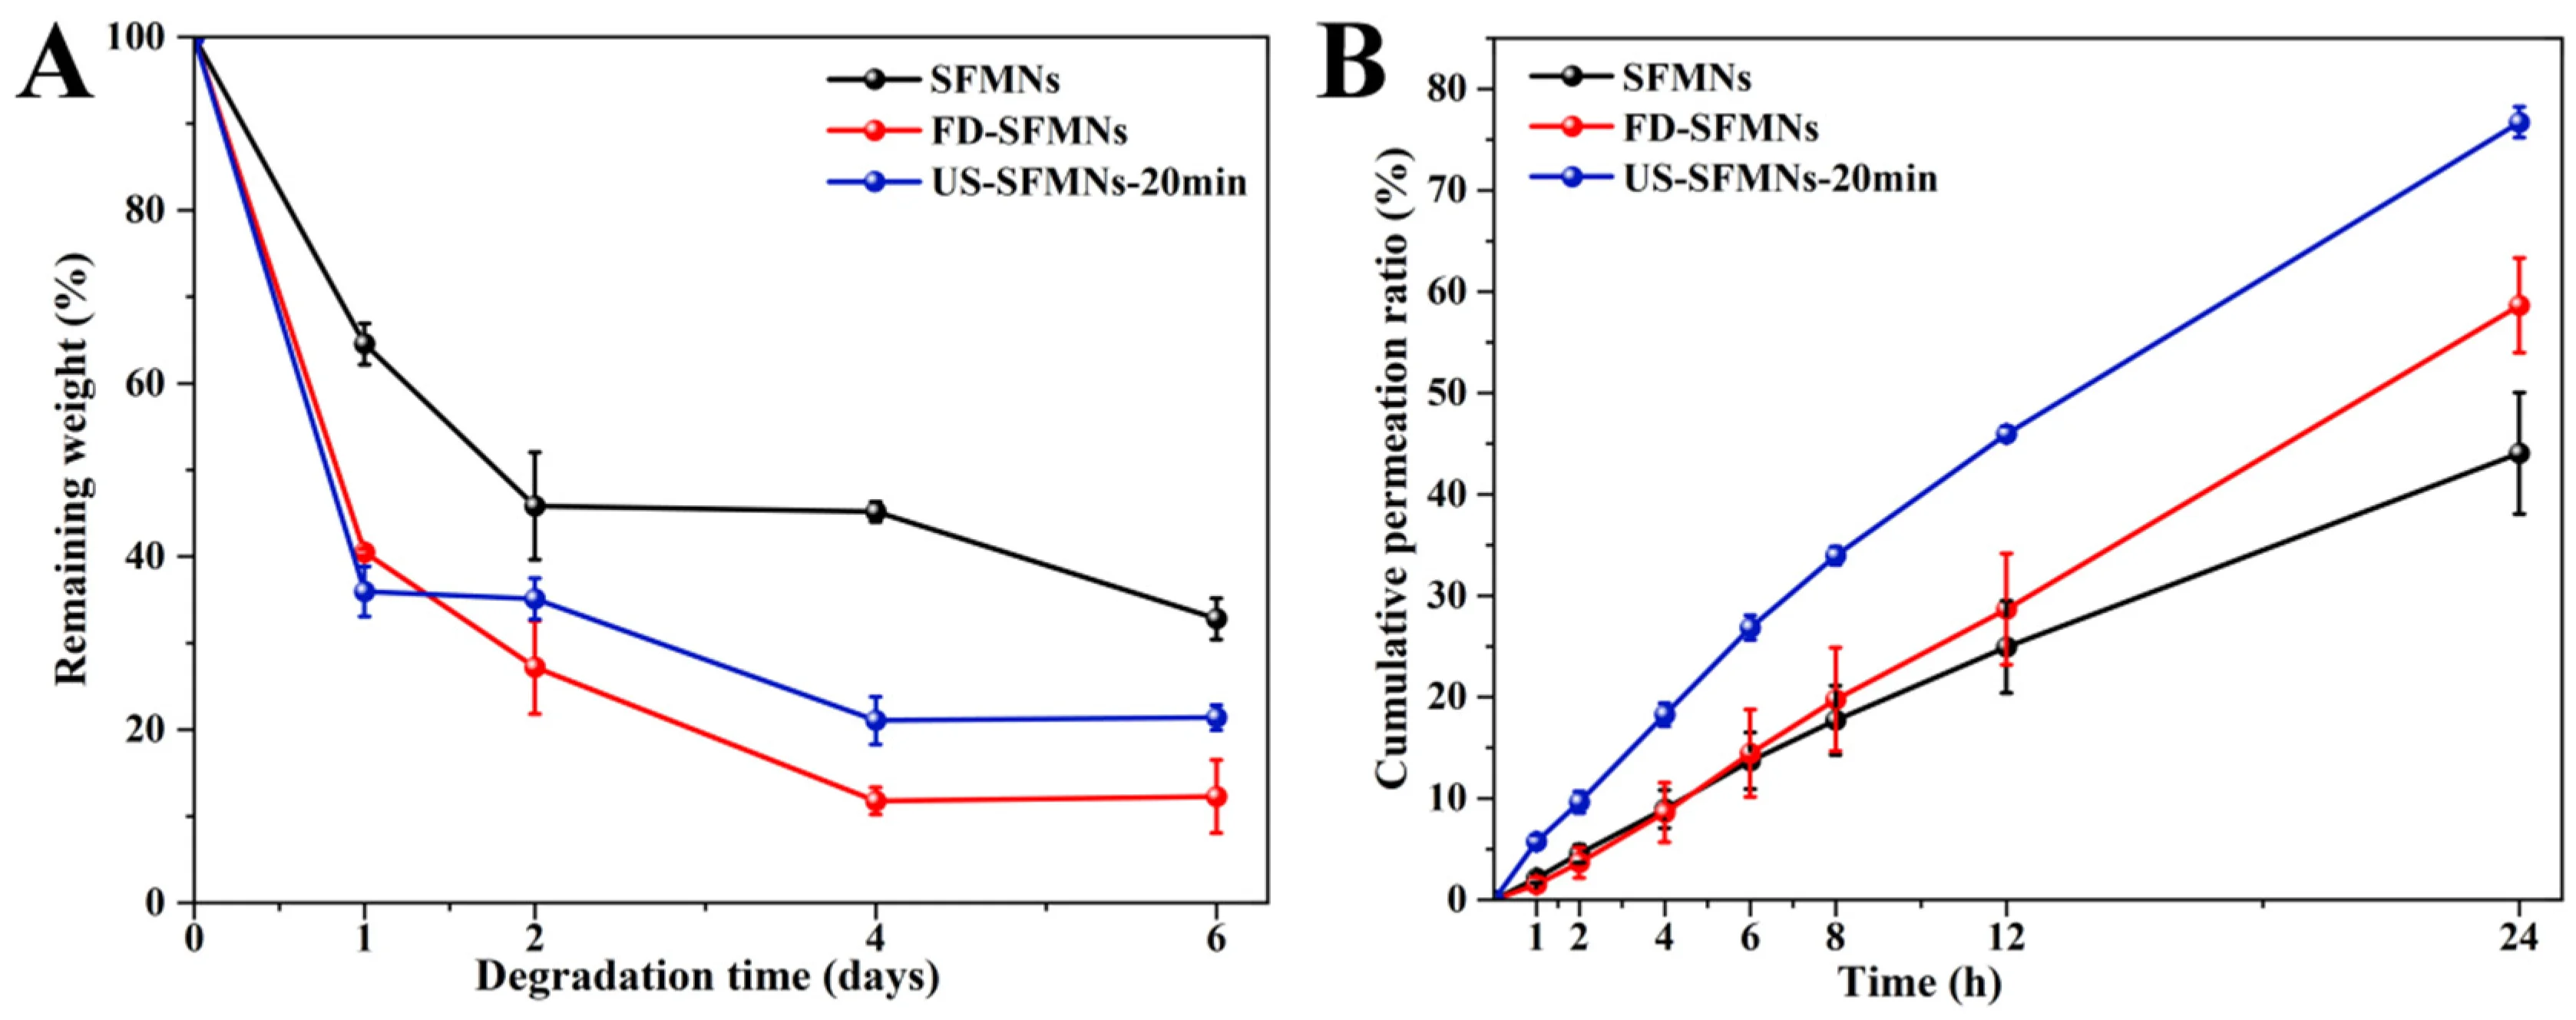 A
100
80
60
40
20
0
Remaining weight (%)
SFMNs
FD-SFMNs
US-SFMNs-20min
0 1 2 4 6
Degradation time (days)
B
80
70
60
50
40
30
20
10
0
Cumulative permeation ratio (%)
SFMNs
FD-SFMNs
US-SFMNs-20min
1 2 4 6 8 12 24
Time (h)